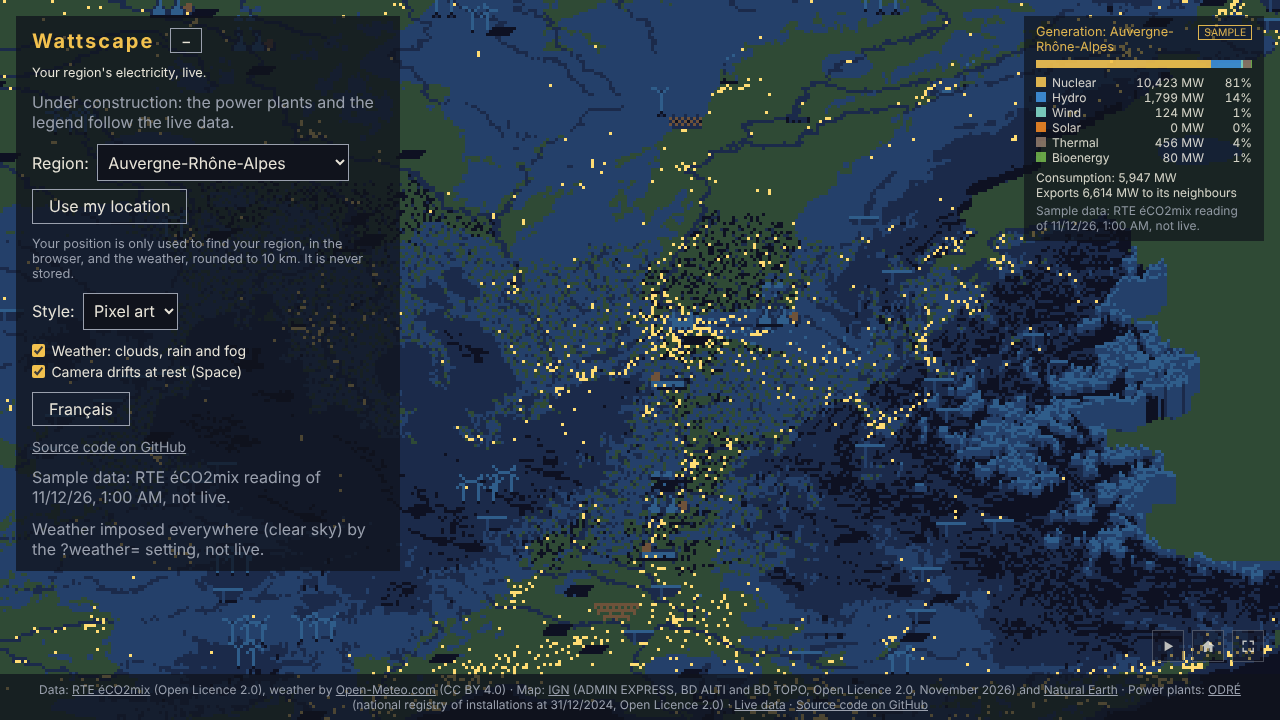 Wattscape
–
Your region's electricity, live.
Under construction: the power plants and the
legend follow the live data.
Region: Auvergne-Rhône-Alpes
Use my location
Your position is only used to find your region, in the
browser, and the weather, rounded to 10 km. It is never
stored.
Style: Pixel art
Weather: clouds, rain and fog
Camera drifts at rest (Space)
Français
Source code on GitHub
Sample data: RTE éCO2mix reading of
11/12/26, 1:00 AM, not live.
Weather imposed everywhere (clear sky) by
the ?weather= setting, not live.
Generation: Auvergne-
Rhône-Alpes
SAMPLE
Nuclear 10,423 MW 81%
Hydro 1,799 MW 14%
Wind 124 MW 1%
Solar 0 MW 0%
Thermal 456 MW 4%
Bioenergy 80 MW 1%
Consumption: 5,947 MW
Exports 6,614 MW to its neighbours
Sample data: RTE éCO2mix reading
of 11/12/26, 1:00 AM, not live.
Data: RTE éCO2mix (Open Licence 2.0), weather by Open-Meteo.com (CC BY 4.0) · Map: IGN (ADMIN EXPRESS, BD ALTI and BD TOPO, Open Licence 2.0, November 2026) and Natural Earth · Power plants: ODRÉ
(national registry of installations at 31/12/2024, Open Licence 2.0) · Live data · Source code on GitHub